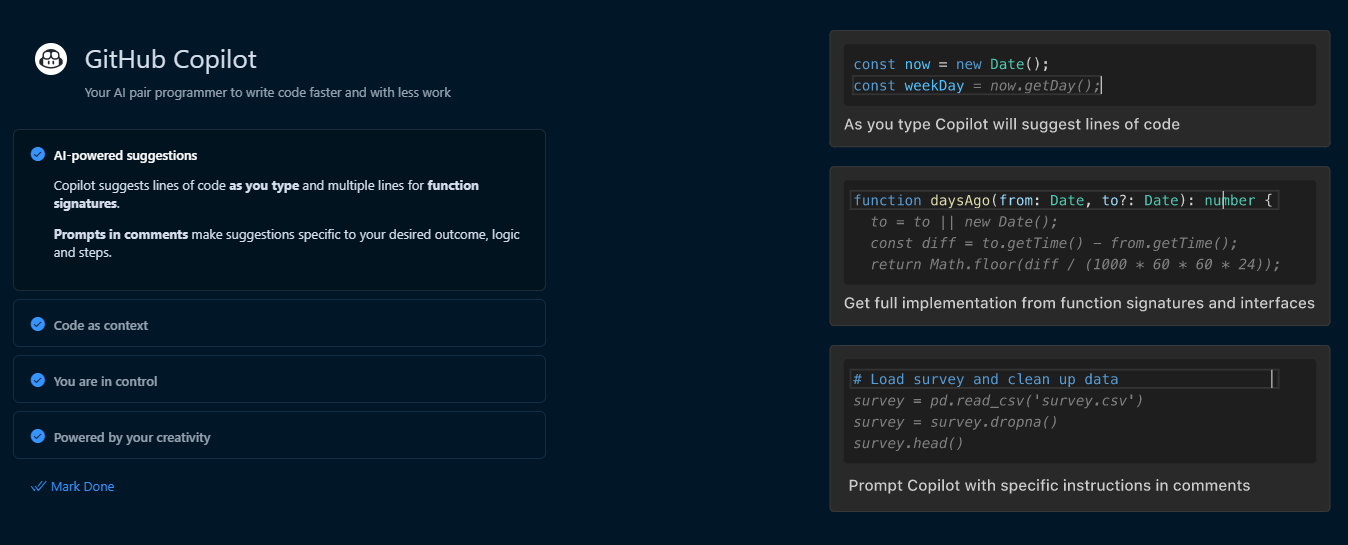 GitHub Copilot
Your AI pair programmer to write code faster and with less work
AI-powered suggestions
Copilot suggests lines of code as you type and multiple lines for function
signatures.
Prompts in comments make suggestions specific to your desired outcome, logic
and steps.
Code as context
You are in control
Powered by your creativity
Mark Done
const now = new Date();
const weekDay = now.getDay();
As you type Copilot will suggest lines of code
function daysAgo(from: Date, to?: Date): number {
  to = to || new Date();
  const diff = to.getTime() - from.getTime();
  return Math.floor(diff / (1000 * 60 * 60 * 24));
Get full implementation from function signatures and interfaces
# Load survey and clean up data
survey = pd.read_csv('survey.csv')
survey = survey.dropna()
survey.head()
Prompt Copilot with specific instructions in comments